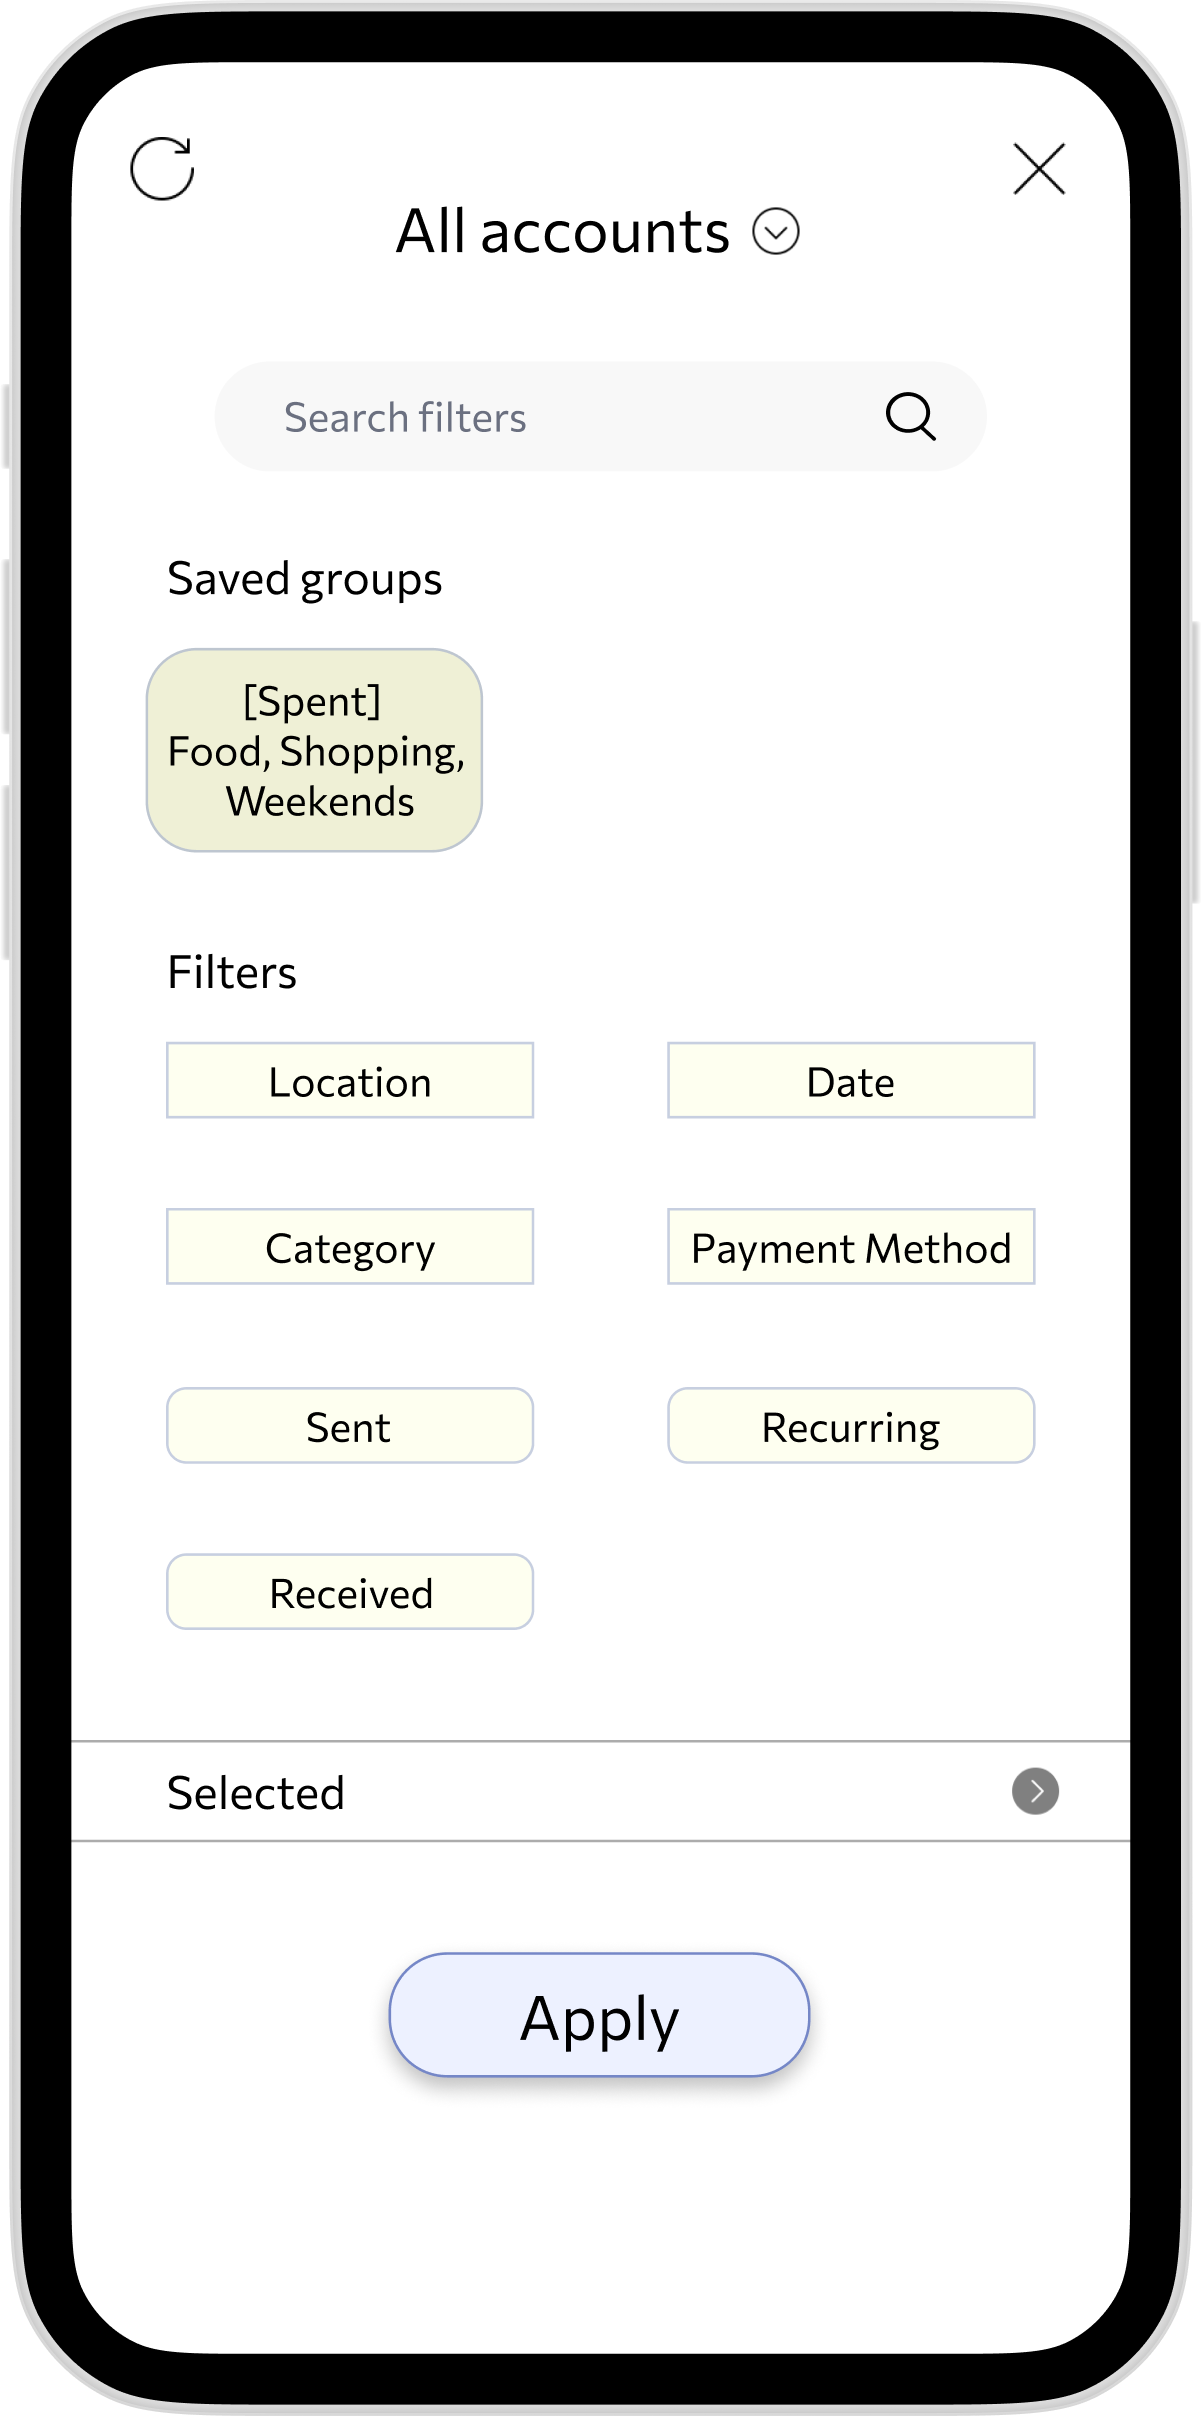 All accounts
Search filters
Saved groups
[Spent]
Food, Shopping,
Weekends
Filters
Location
Date
Category
Payment Method
Sent
Recurring
Received
Selected
Apply